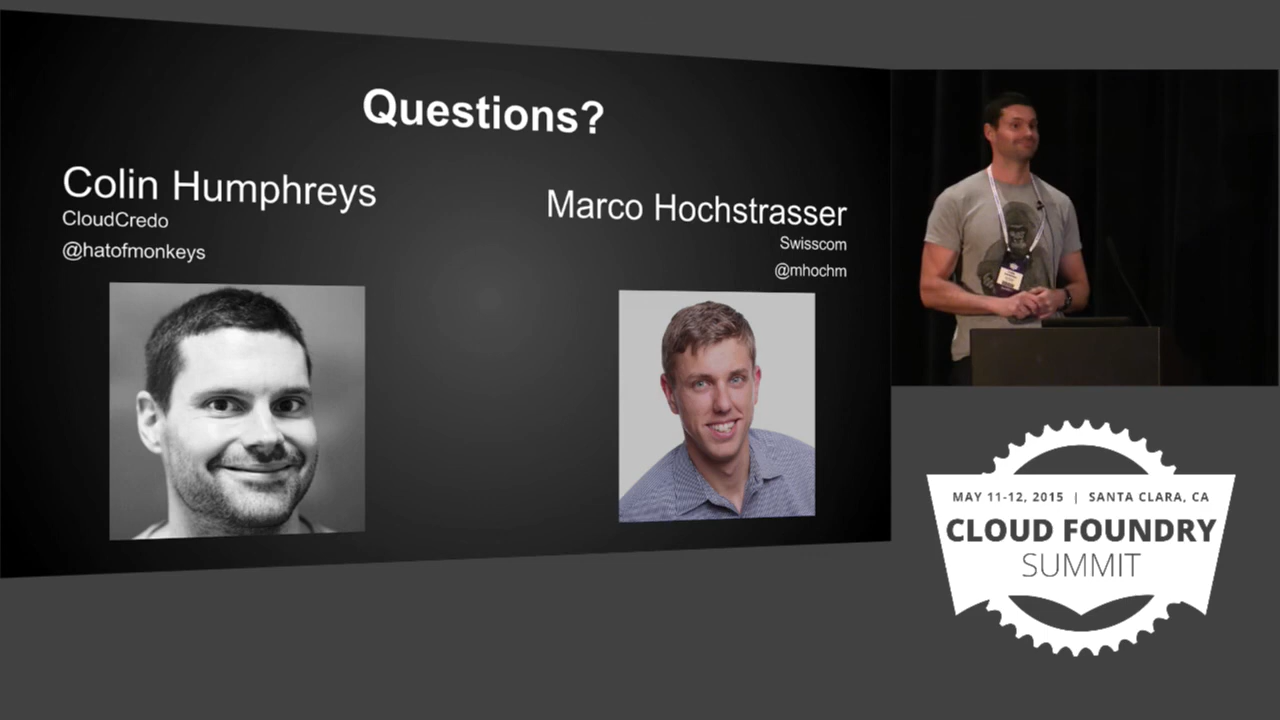 Questions?
Colin Humphreys
CloudCredo
@hatofmonkeys
Marco Hochstrasser
Swisscom
@mhochm
MAY 11-12, 2015 | SANTA CLARA, CA
CLOUD FOUNDRY
SUMMIT